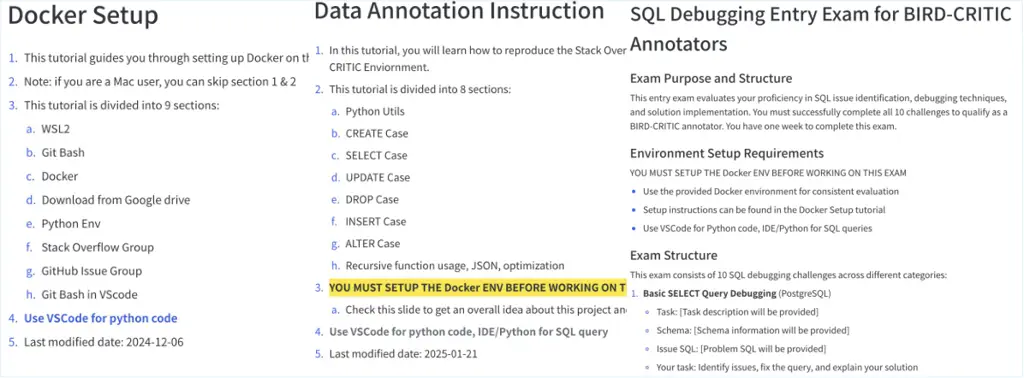 Docker Setup
1. This tutorial guides you through setting up Docker on th
2. Note: if you are a Mac user, you can skip section 1 & 2
3. This tutorial is divided into 9 sections:
a. WSL2
b. Git Bash
c. Docker
d. Download from Google drive
e. Python Env
f. Stack Overflow Group
g. GitHub Issue Group
h. Git Bash in VScode
4. Use VSCode for python code
5. Last modified date: 2024-12-06
Data Annotation Instruction
1. In this tutorial, you will learn how to reproduce the Stack Over
CRITIC Enviornment.
2. This tutorial is divided into 8 sections:
a. Python Utils
b. CREATE Case
c. SELECT Case
d. UPDATE Case
e. DROP Case
f. INSERT Case
g. ALTER Case
h. Recursive function usage, JSON, optimization
3. YOU MUST SETUP THE Docker ENV BEFORE WORKING ON T
a. Check this slide to get an overall idea about this project an
4. Use VSCode for python code, IDE/Python for SQL query
5. Last modified date: 2025-01-21
SQL Debugging Entry Exam for BIRD-CRITIC
Annotators
Exam Purpose and Structure
This entry exam evaluates your proficiency in SQL issue identification, debugging techniques,
and solution implementation. You must successfully complete all 10 challenges to qualify as a
BIRD-CRITIC annotator. You have one week to complete this exam.
Environment Setup Requirements
YOU MUST SETUP THE Docker ENV BEFORE WORKING ON THIS EXAM
• Use the provided Docker environment for consistent evaluation
• Setup instructions can be found in the Docker Setup tutorial
• Use VSCode for Python code, IDE/Python for SQL queries
Exam Structure
This exam consists of 10 SQL debugging challenges across different categories:
1. Basic SELECT Query Debugging (PostgreSQL)
◦ Task: [Task description will be provided]
◦ Schema: [Schema information will be provided]
◦ Issue SQL: [Problem SQL will be provided]
◦ Your task: Identify issues, fix the query, and explain your solution